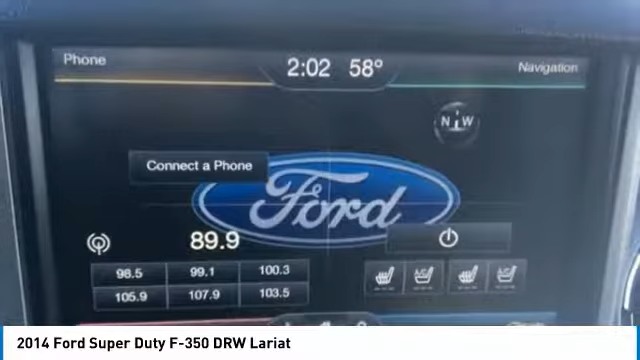 Phone
2:02 58°
Navigation
N W
Connect a Phone
Ford
89.9
98.5 99.1 100.3
105.9 107.9 103.5
2014 Ford Super Duty F-350 DRW Lariat